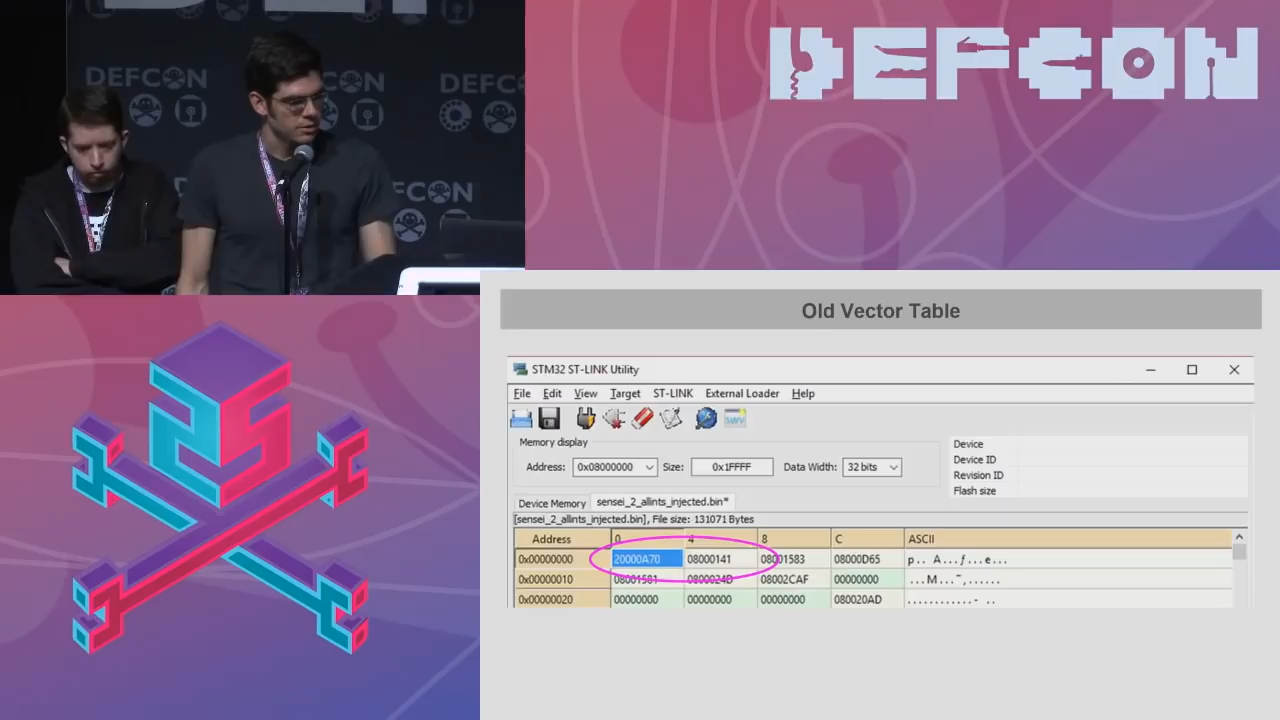 DEFCON
DEFCON
DEFC
DEFCON
Old Vector Table
STM32 ST-LINK Utility
File Edit View Target ST-LINK External Loader Help
SWV
Memory display
Address: 0x08000000 Size: 0x1FFFF Data Width: 32 bits
Device
Device ID
Revision ID
Flash size
Device Memory sensei_2_allints_injected.bin*
[sensei_2_allints_injected.bin], File size: 131071 Bytes
Address 0 4 8 C ASCII
0x00000000 20000A70 08000141 08001583 08000D65 p.. A...ƒ...e...
0x00000010 08001581 0800024D 08002CAF 00000000 ...M...¯,......
0x00000020 00000000 00000000 00000000 080020AD ............- ..